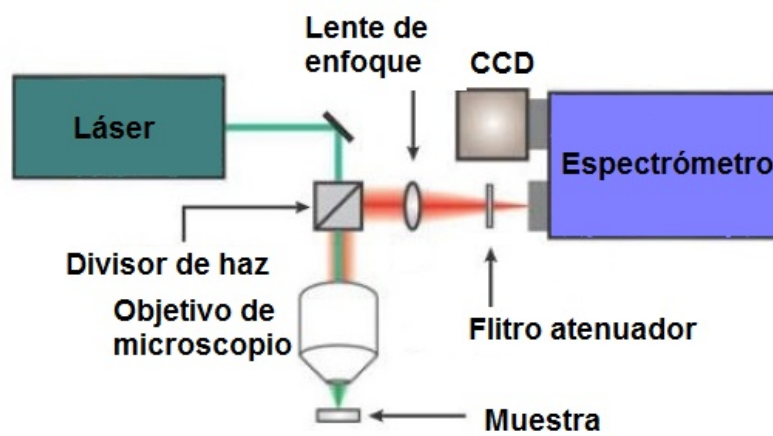 Lente de
enfoque
CCD
Láser
Espectrómetro
Divisor de haz
Objetivo de
microscopio
Flitro atenuador
Muestra